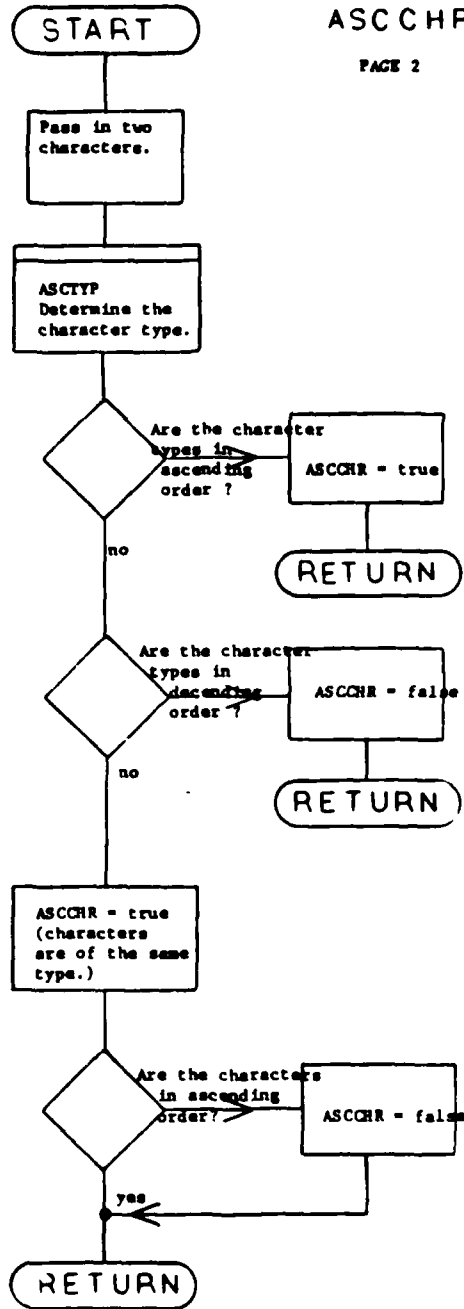 START
ASCCHR
PAGE 2
Pass in two
characters.
ASCTYP
Determine the
character type.
Are the character
types in
ascending
order ?
ASCCHR = true
no
RETURN
Are the character
types in
decending
order ?
ASCCHR = false
no
RETURN
ASCCHR = true
(characters
are of the same
type.)
Are the characters
in ascending
order?
ASCCHR = false
yes
RETURN